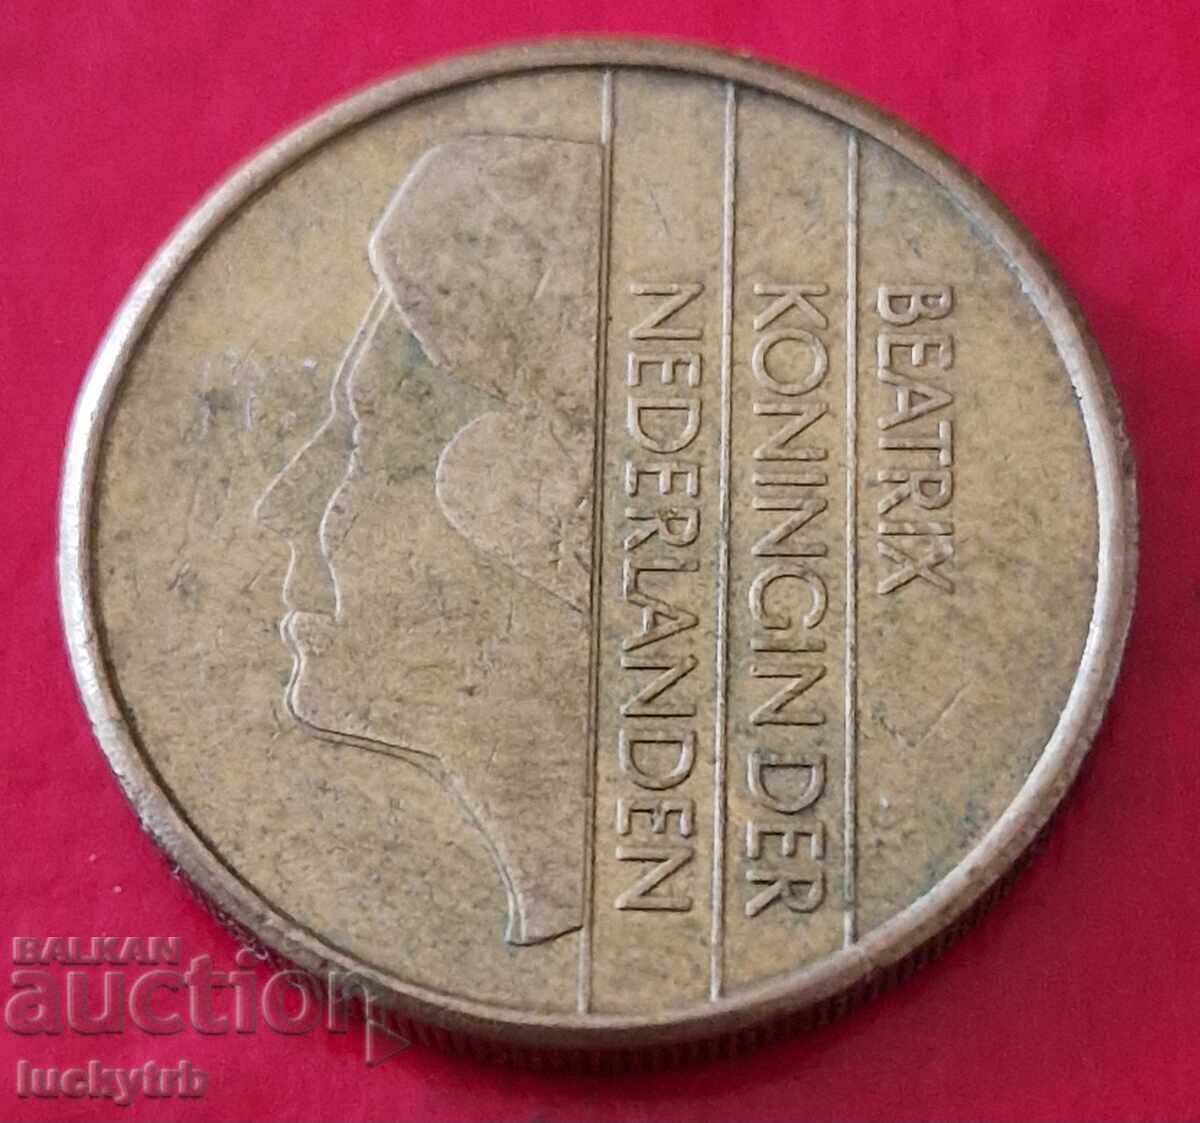 BEATRIX
KONINGIN DER
NEDERLANDEN
BALKAN
auction
luckytrb